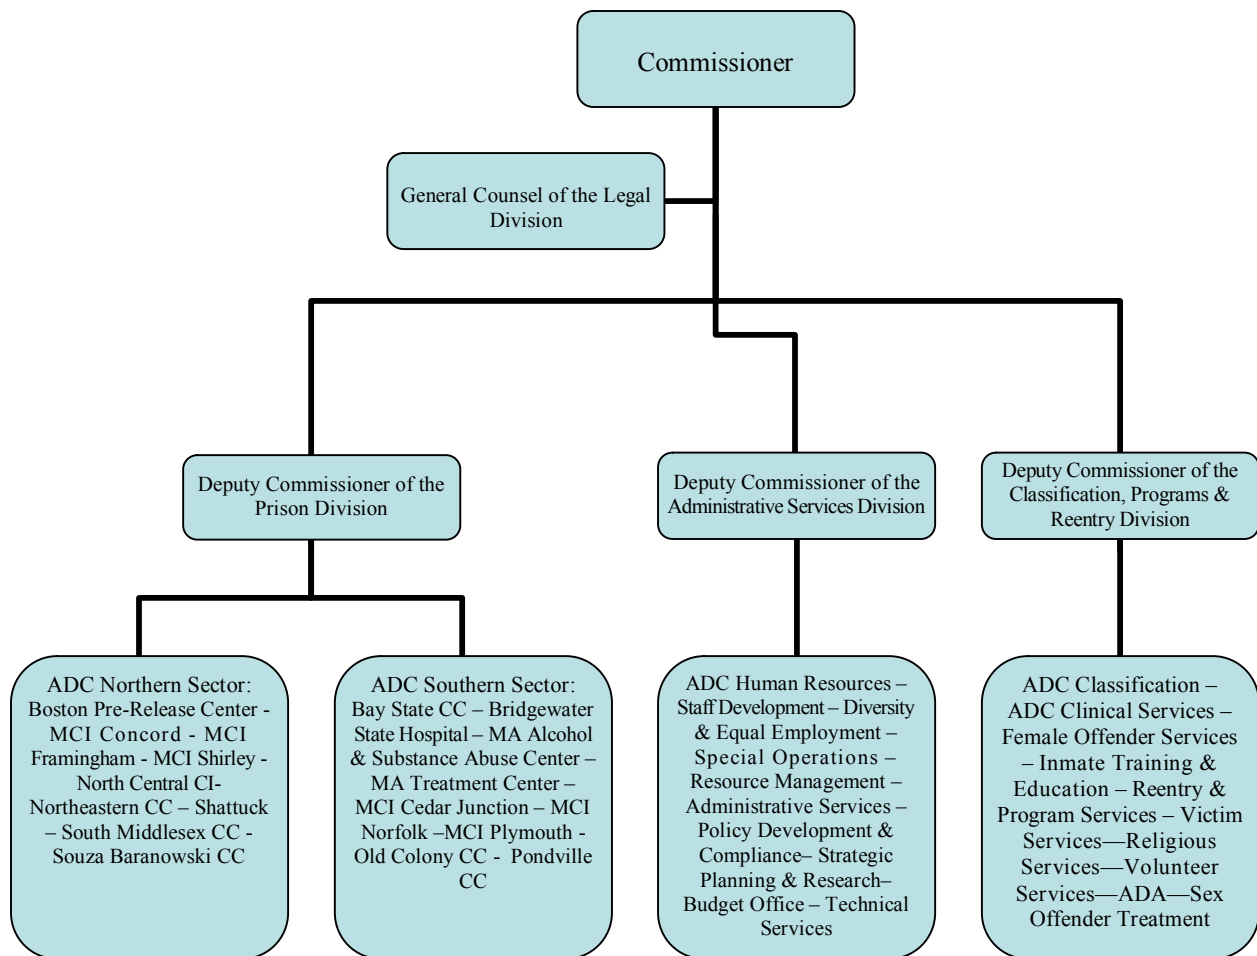 Commissioner
General Counsel of the Legal
Division
Deputy Commissioner of the
Prison Division
Deputy Commissioner of the
Administrative Services Division
Deputy Commissioner of the
Classification, Programs &
Reentry Division
ADC Northern Sector:
Boston Pre-Release Center -
MCI Concord - MCI
Framingham - MCI Shirley -
North Central CI-
Northeastern CC – Shattuck
– South Middlesex CC -
Souza Baranowski CC
ADC Southern Sector:
Bay State CC – Bridgewater
State Hospital – MA Alcohol
& Substance Abuse Center –
MA Treatment Center –
MCI Cedar Junction – MCI
Norfolk –MCI Plymouth -
Old Colony CC - Pondville
CC
ADC Human Resources –
Staff Development – Diversity
& Equal Employment –
Special Operations –
Resource Management –
Administrative Services –
Policy Development &
Compliance– Strategic
Planning & Research–
Budget Office – Technical
Services
ADC Classification –
ADC Clinical Services –
Female Offender Services
– Inmate Training &
Education – Reentry &
Program Services – Victim
Services—Religious
Services—Volunteer
Services—ADA—Sex
Offender Treatment